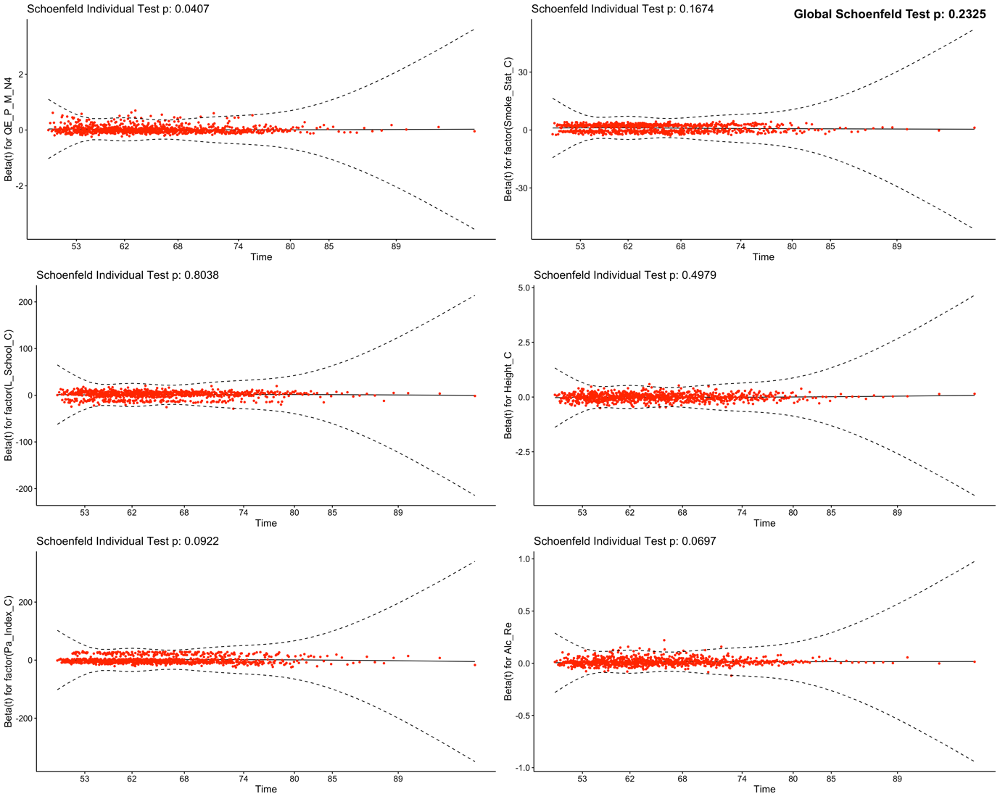 Schoenfeld Individual Test p: 0.0407
Beta(t) for QE_P_M_N4
2
0
-2
53 62 68 74 80 85 89
Time
Schoenfeld Individual Test p: 0.1674
Global Schoenfeld Test p: 0.2325
Beta(t) for factor(Smoke_Stat_C)
30
0
-30
53 62 68 74 80 85 89
Time
Schoenfeld Individual Test p: 0.8038
Beta(t) for factor(L_School_C)
200
100
0
-100
-200
53 62 68 74 80 85 89
Time
Schoenfeld Individual Test p: 0.4979
Beta(t) for Height_C
5.0
2.5
0.0
-2.5
53 62 68 74 80 85 89
Time
Schoenfeld Individual Test p: 0.0922
Beta(t) for factor(Pa_Index_C)
200
0
-200
53 62 68 74 80 85 89
Time
Schoenfeld Individual Test p: 0.0697
Beta(t) for Alc_Re
1.0
0.5
0.0
-0.5
-1.0
53 62 68 74 80 85 89
Time